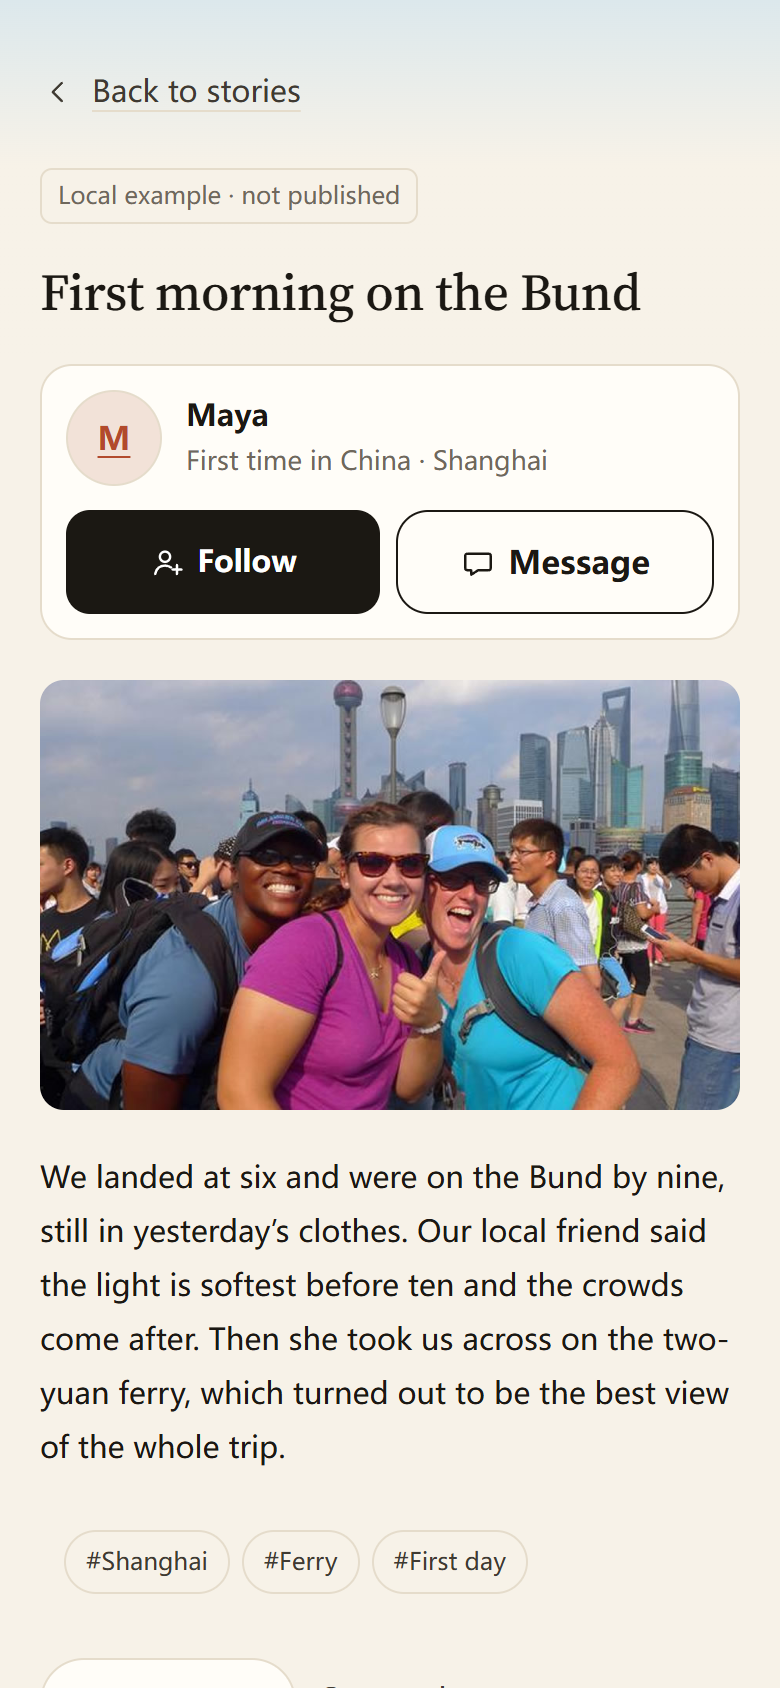 Back to stories
Local example · not published
First morning on the Bund
M
Maya
First time in China · Shanghai
Follow
Message
We landed at six and were on the Bund by nine,
still in yesterday’s clothes. Our local friend said
the light is softest before ten and the crowds
come after. Then she took us across on the two-
yuan ferry, which turned out to be the best view
of the whole trip.
#Shanghai
#Ferry
#First day